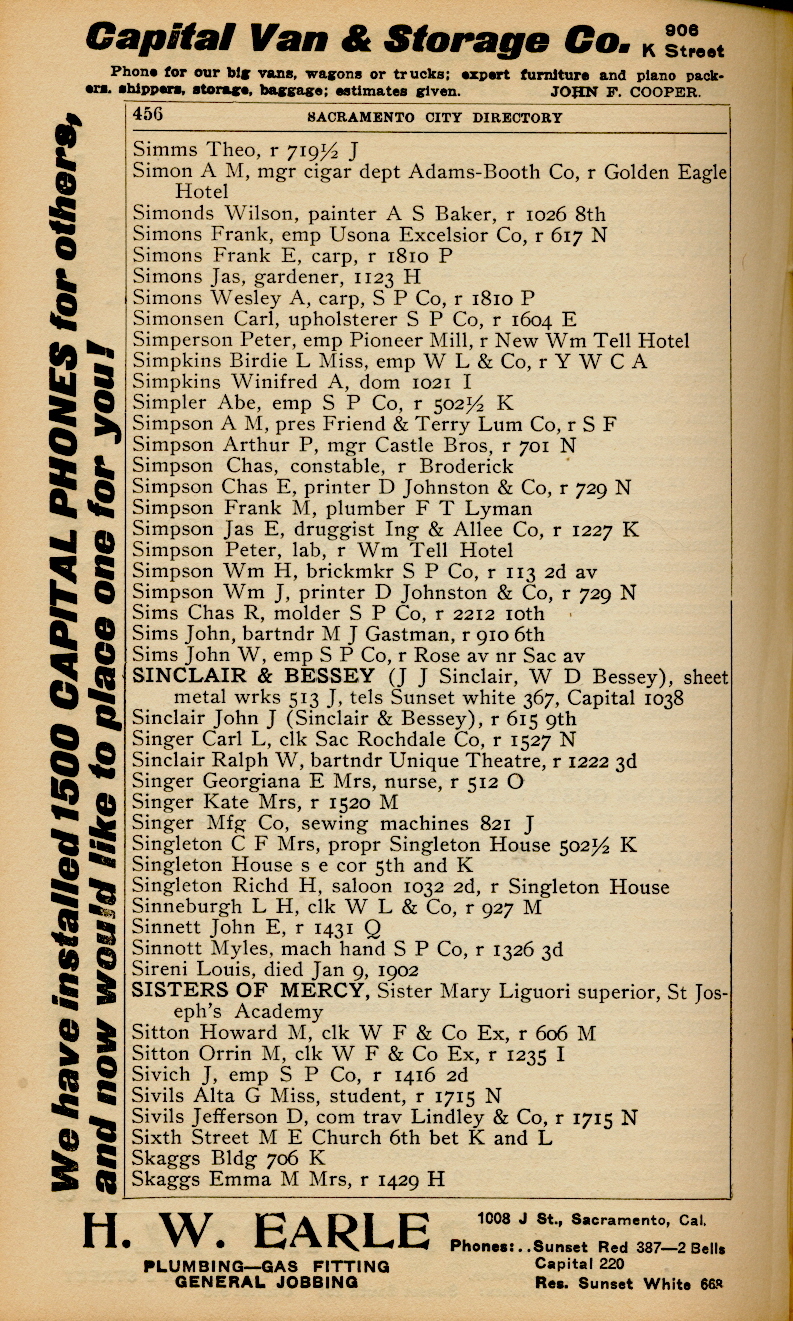 Capital Van & Storage Co. 906 K Street
Phone for our big vans, wagons or trucks; expert furniture and piano pack-
ers, shippers, storage, baggage; estimates given. JOHN F. COOPER.
We have installed 1500 CAPITAL PHONES for others,
and now would like to place one for you!
456 SACRAMENTO CITY DIRECTORY
Simms Theo, r 719½ J
Simon A M, mgr cigar dept Adams-Booth Co, r Golden Eagle
Hotel
Simonds Wilson, painter A S Baker, r 1026 8th
Simons Frank, emp Usona Excelsior Co, r 617 N
Simons Frank E, carp, r 1810 P
Simons Jas, gardener, 1123 H
Simons Wesley A, carp, S P Co, r 1810 P
Simonsen Carl, upholsterer S P Co, r 1604 E
Simperson Peter, emp Pioneer Mill, r New Wm Tell Hotel
Simpkins Birdie L Miss, emp W L & Co, r Y W C A
Simpkins Winifred A, dom 1021 I
Simpler Abe, emp S P Co, r 502½ K
Simpson A M, pres Friend & Terry Lum Co, r S F
Simpson Arthur P, mgr Castle Bros, r 701 N
Simpson Chas, constable, r Broderick
Simpson Chas E, printer D Johnston & Co, r 729 N
Simpson Frank M, plumber F T Lyman
Simpson Jas E, druggist Ing & Allee Co, r 1227 K
Simpson Peter, lab, r Wm Tell Hotel
Simpson Wm H, brickmkr S P Co, r 113 2d av
Simpson Wm J, printer D Johnston & Co, r 729 N
Sims Chas R, molder S P Co, r 2212 10th
Sims John, bartndr M J Gastman, r 910 6th
Sims John W, emp S P Co, r Rose av nr Sac av
SINCLAIR & BESSEY (J J Sinclair, W D Bessey), sheet
metal wrks 513 J, tels Sunset white 367, Capital 1038
Sinclair John J (Sinclair & Bessey), r 615 9th
Singer Carl L, clk Sac Rochdale Co, r 1527 N
Sinclair Ralph W, bartndr Unique Theatre, r 1222 3d
Singer Georgiana E Mrs, nurse, r 512 O
Singer Kate Mrs, r 1520 M
Singer Mfg Co, sewing machines 821 J
Singleton C F Mrs, propr Singleton House 502½ K
Singleton House s e cor 5th and K
Singleton Richd H, saloon 1032 2d, r Singleton House
Sinneburgh L H, clk W L & Co, r 927 M
Sinnett John E, r 1431 Q
Sinnott Myles, mach hand S P Co, r 1326 3d
Sireni Louis, died Jan 9, 1902
SISTERS OF MERCY, Sister Mary Liguori superior, St Jos-
eph's Academy
Sitton Howard M, clk W F & Co Ex, r 606 M
Sitton Orrin M, clk W F & Co Ex, r 1235 I
Sivich J, emp S P Co, r 1416 2d
Sivils Alta G Miss, student, r 1715 N
Sivils Jefferson D, com trav Lindley & Co, r 1715 N
Sixth Street M E Church 6th bet K and L
Skaggs Bldg 706 K
Skaggs Emma M Mrs, r 1429 H
H. W. EARLE
PLUMBING—GAS FITTING
GENERAL JOBBING
1008 J St., Sacramento, Cal.
Phones:..Sunset Red 387—2 Bells
Capital 220
Res. Sunset White 668